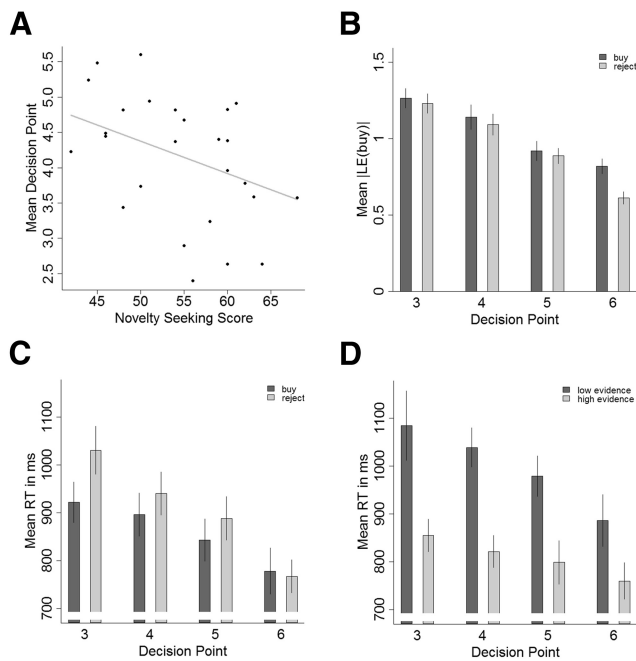 A
Mean Decision Point
5.5
5.0
4.5
4.0
3.5
3.0
2.5
45 50 55 60 65
Novelty Seeking Score
B
buy
reject
Mean |LE(buy)|
1.5
1
0.5
0
3 4 5 6
Decision Point
C
buy
reject
Mean RT in ms
1100
1000
900
800
700
3 4 5 6
Decision Point
D
low evidence
high evidence
Mean RT in ms
1100
1000
900
800
700
3 4 5 6
Decision Point